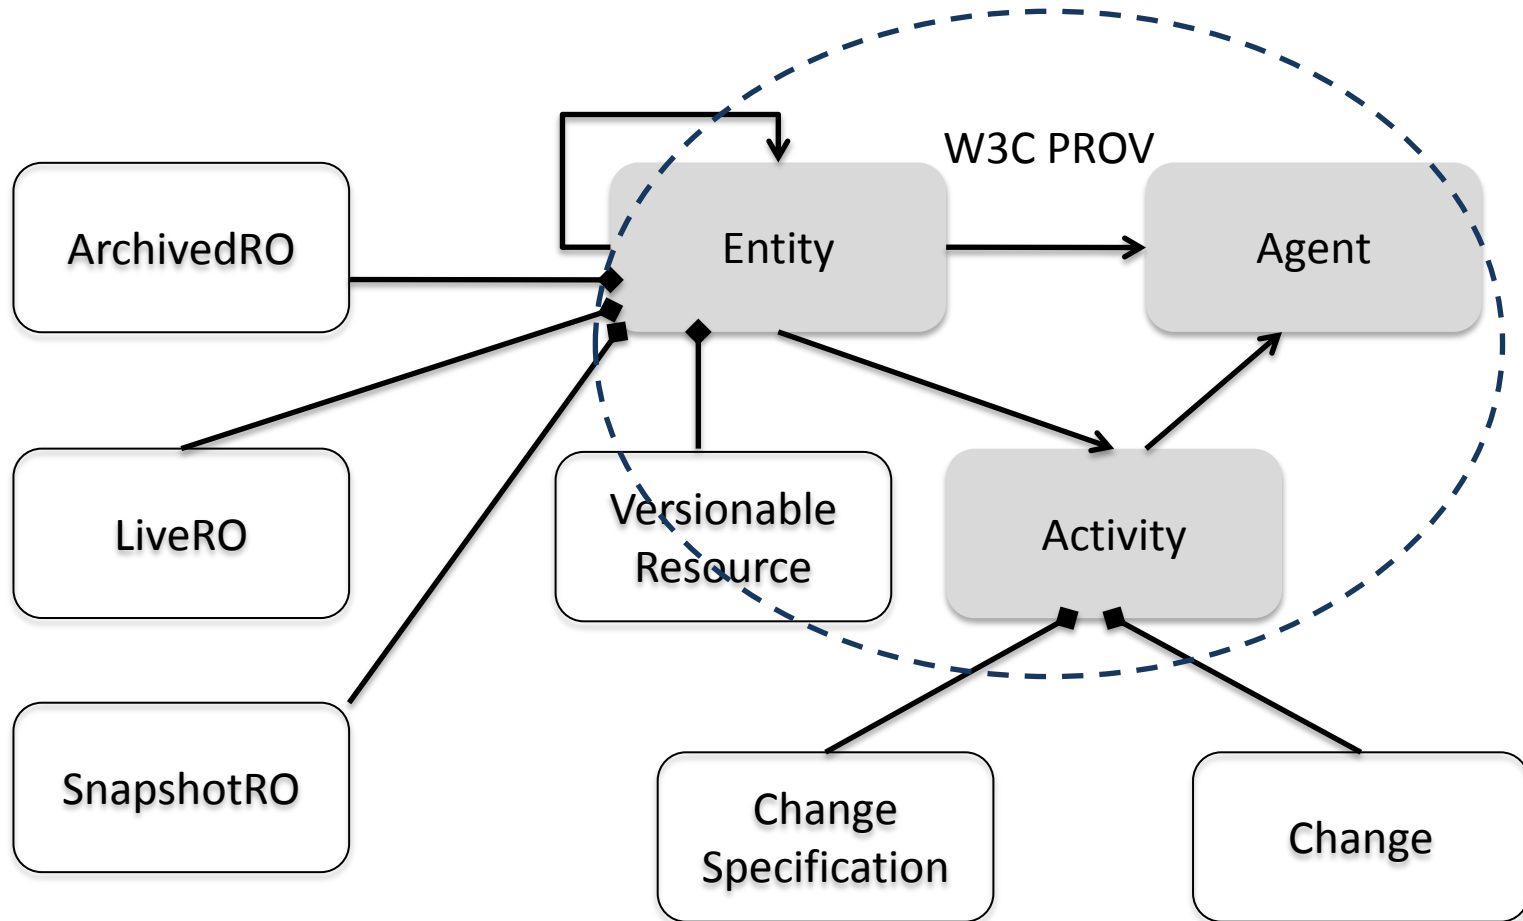 W3C PROV
ArchivedRO
Entity
Agent
LiveRO
Versionable
Resource
Activity
SnapshotRO
Change
Specification
Change